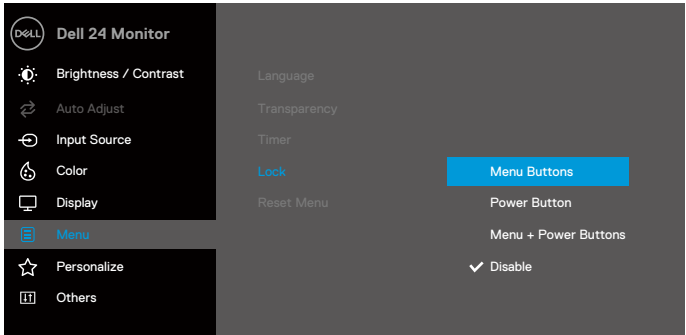 DELL
Dell 24 Monitor
Brightness / Contrast
Auto Adjust
Input Source
Color
Display
Menu
Personalize
Others
Language
Transparency
Timer
Lock
Reset Menu
Menu Buttons
Power Button
Menu + Power Buttons
Disable